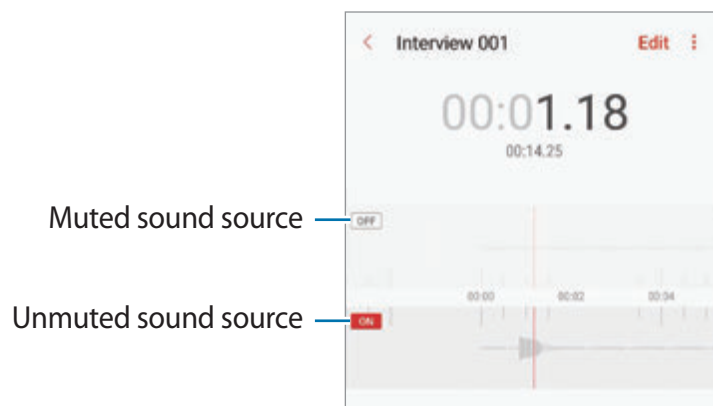 < Interview 001 Edit
00:01.18
00:14.25
Muted sound source
OFF
00:00 00:02 00:04
Unmuted sound source
ON